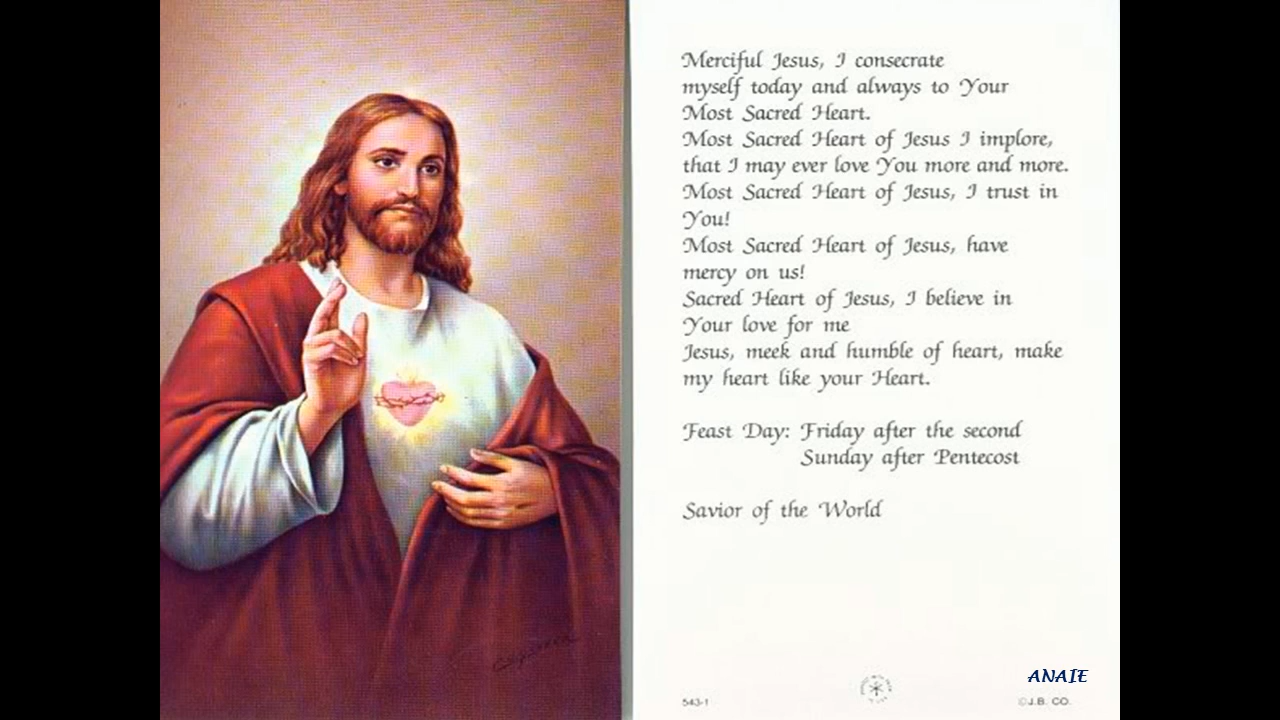 Merciful Jesus, I consecrate
myself today and always to Your
Most Sacred Heart.
Most Sacred Heart of Jesus I implore,
that I may ever love You more and more.
Most Sacred Heart of Jesus, I trust in
You!
Most Sacred Heart of Jesus, have
mercy on us!
Sacred Heart of Jesus, I believe in
Your love for me
Jesus, meek and humble of heart, make
my heart like your Heart.
Feast Day: Friday after the second
Sunday after Pentecost
Savior of the World
ANAIE
543-1
©J.B. CO.